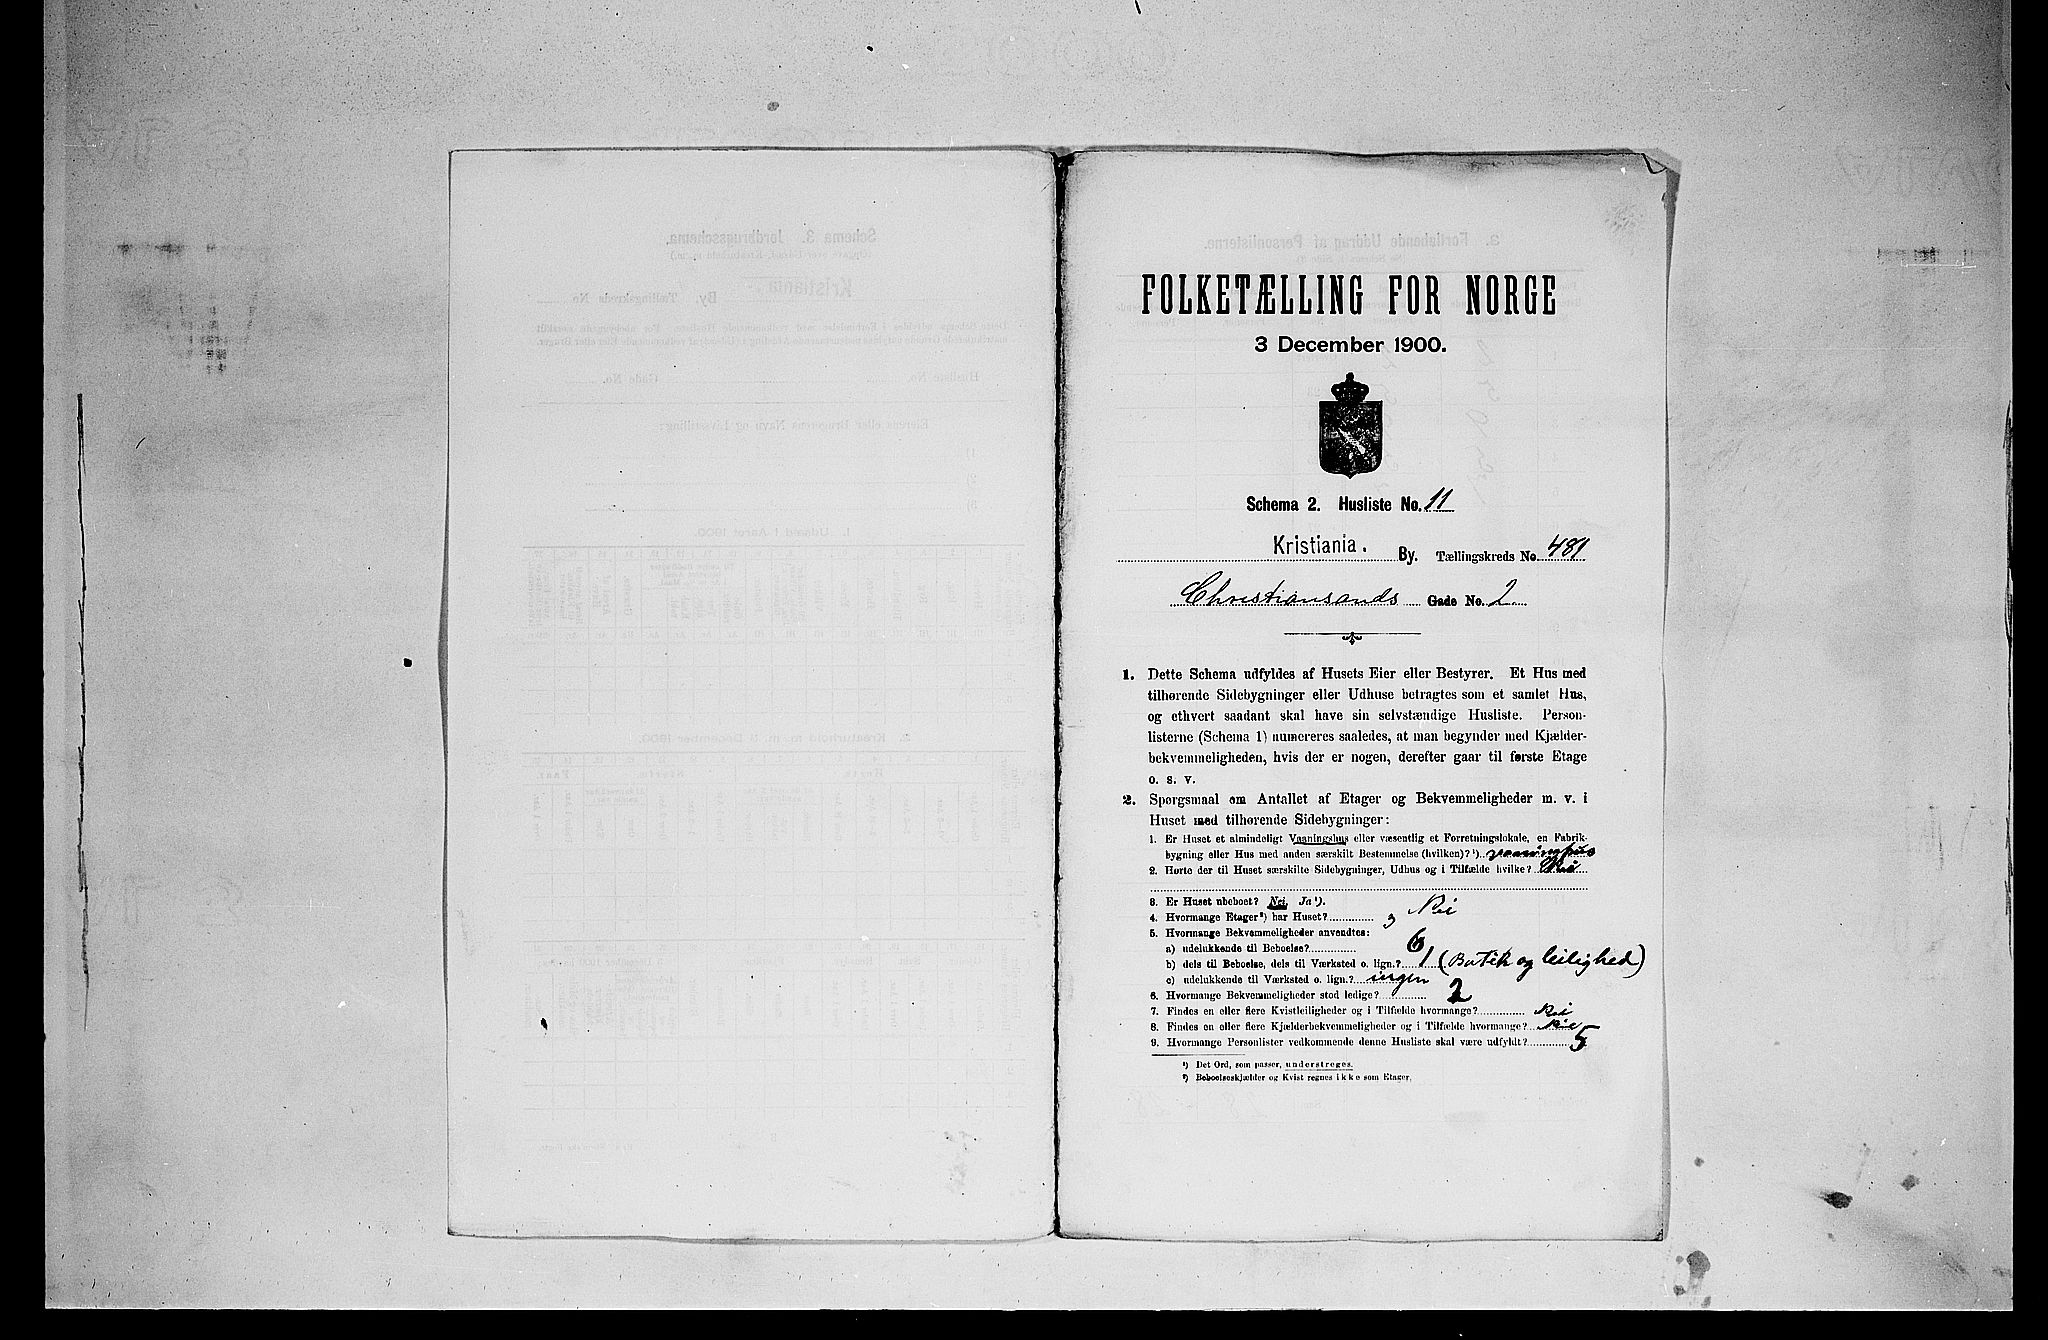 FOLKETÆLLING FOR NORGE
3 December 1900.
Schema 2. Husliste No. 11
Kristiania. By. Tællingskreds No. 481
Christiansands Gade No. 2
1. Dette Schema udfyldes af Husets Eier eller Bestyrer. Et Hus med
tilhørende Sidebygninger eller Udhuse betragtes som et samlet Hus,
og ethvert saadant skal have sin selvstændige Husliste. Person-
listerne (Schema 1) numereres saaledes, at man begynder med Kjælder-
bekvemmeligheden, hvis der er nogen, derefter gaar til første Etage
o. s. v.
2. Spørgsmaal om Antallet af Etager og Bekvemmeligheder m. v. i
Huset med tilhørende Sidebygninger:
1. Er Huset et almindeligt Vaaningshus eller væsentlig et Forretningslokale, en Fabrik-
bygning eller Hus med anden særskilt Bestemmelse (hvilken)? ¹)
2. Hørte der til Huset særskilte Sidebygninger, Udhus og i Tilfælde hvilke? Nei
3. Er Huset ubeboet? Nei. Ja ¹). Nei
4. Hvormange Etager ²) har Huset? 3
5. Hvormange Bekvemmeligheder anvendtes:
a) udelukkende til Beboelse? 6
b) dels til Beboelse, dels til Værksted o. lign.? 1 (Butik og leilighed)
c) udelukkende til Værksted o. lign.? ingen
6. Hvormange Bekvemmeligheder stod ledige? 2
7. Findes en eller flere Kvistleiligheder og i Tilfælde hvormange? Nei
8. Findes en eller flere Kjælderbekvemmeligheder og i Tilfælde hvormange? Nei
9. Hvormange Personlister vedkommende denne Husliste skal være udfyldt? 5
¹) Det Ord, som passer, understreges.
²) Beboelseskjælder og Kvist regnes ikke som Etager.